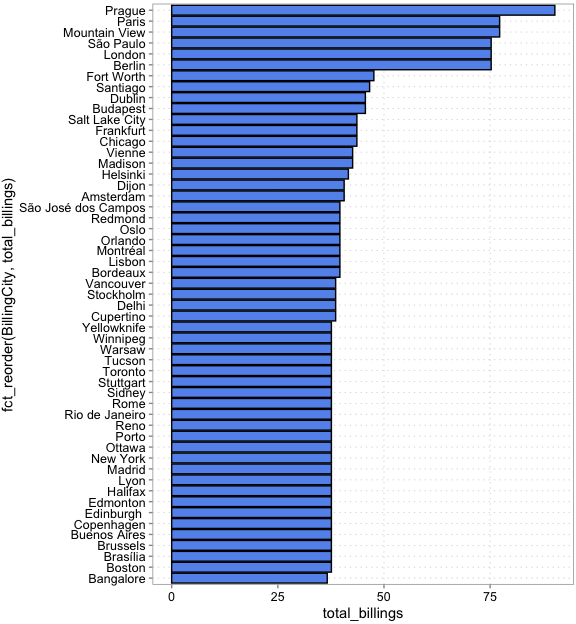 Prague
Paris
Mountain View
São Paulo
London
Berlin
Fort Worth
Santiago
Dublin
Budapest
Salt Lake City
Frankfurt
Chicago
Vienne
Madison
Helsinki
Dijon
Amsterdam
São José dos Campos
Redmond
Oslo
Orlando
Montréal
Lisbon
Bordeaux
Vancouver
Stockholm
Delhi
Cupertino
Yellowknife
Winnipeg
Warsaw
Tucson
Toronto
Stuttgart
Sidney
Rome
Rio de Janeiro
Reno
Porto
Ottawa
New York
Madrid
Lyon
Halifax
Edmonton
Edinburgh
Copenhagen
Buenos Aires
Brussels
Brasília
Boston
Bangalore
fct_reorder(BillingCity, total_billings)
0 25 50 75
total_billings